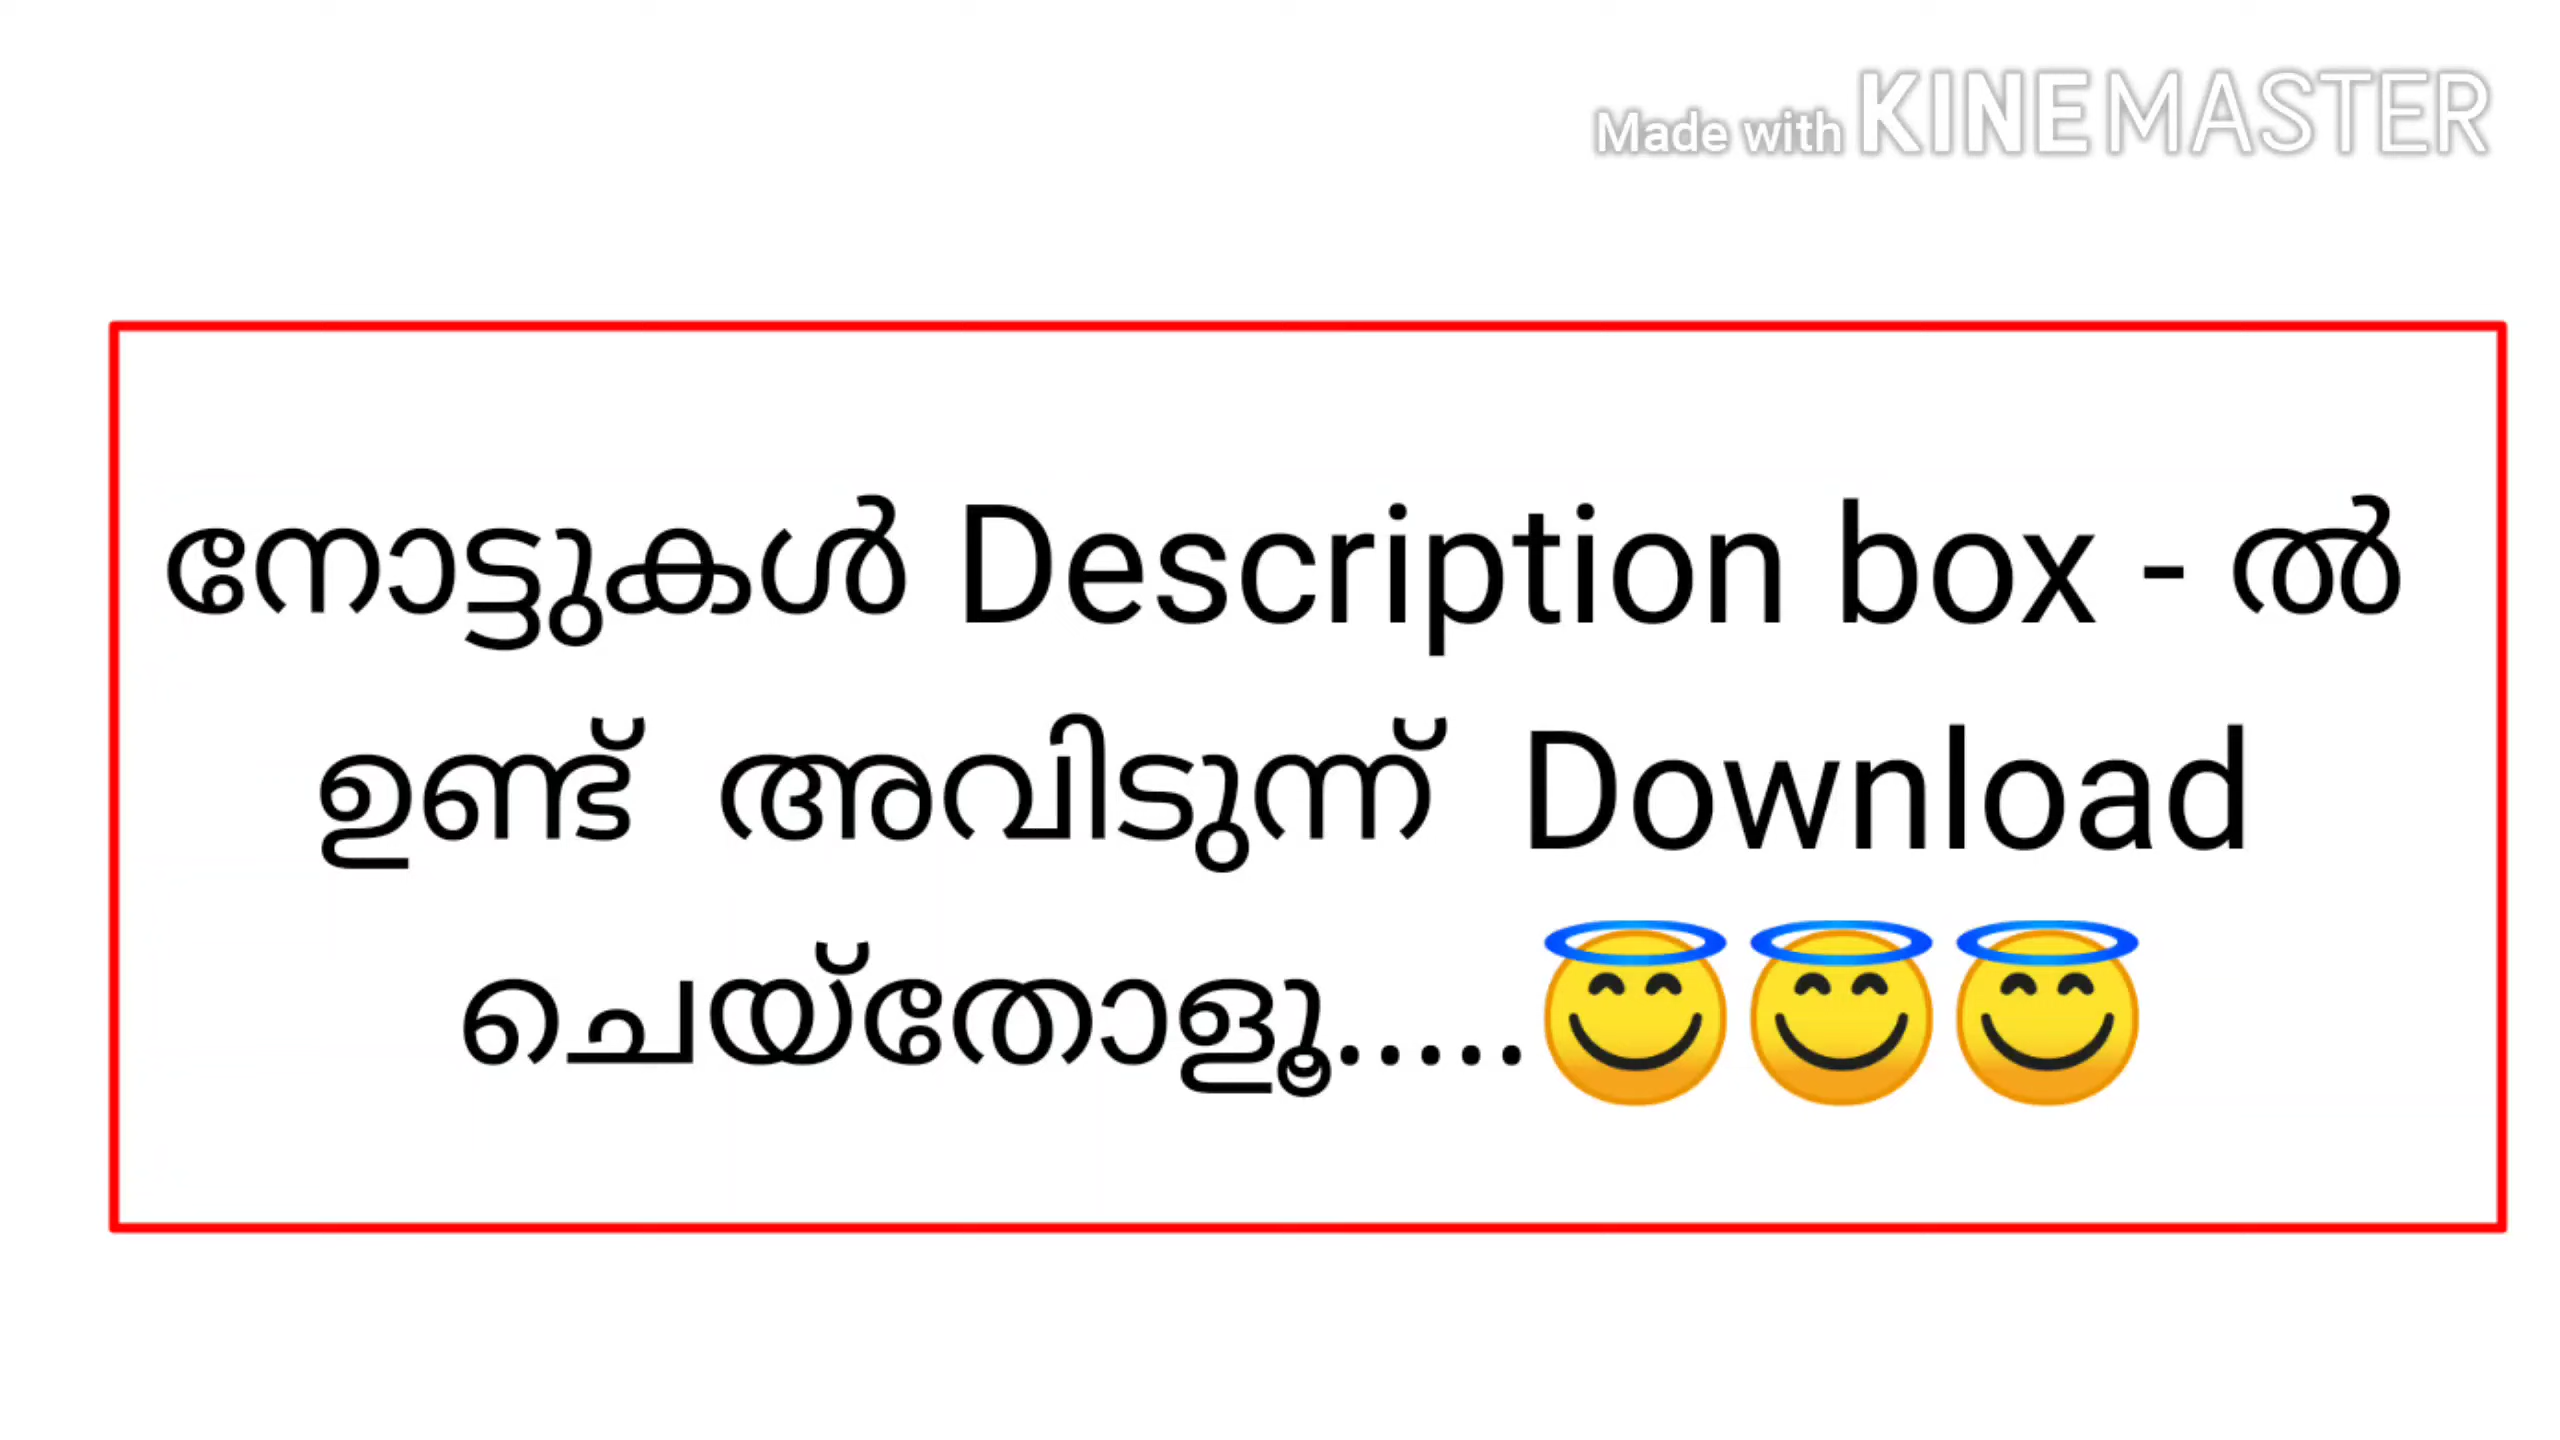 Made with KINEMASTER
നോട്ടുകൾ Description box - ൽ
ഉണ്ട് അവിടുന്ന് Download
ചെയ്തോളൂ.....😇😇😇